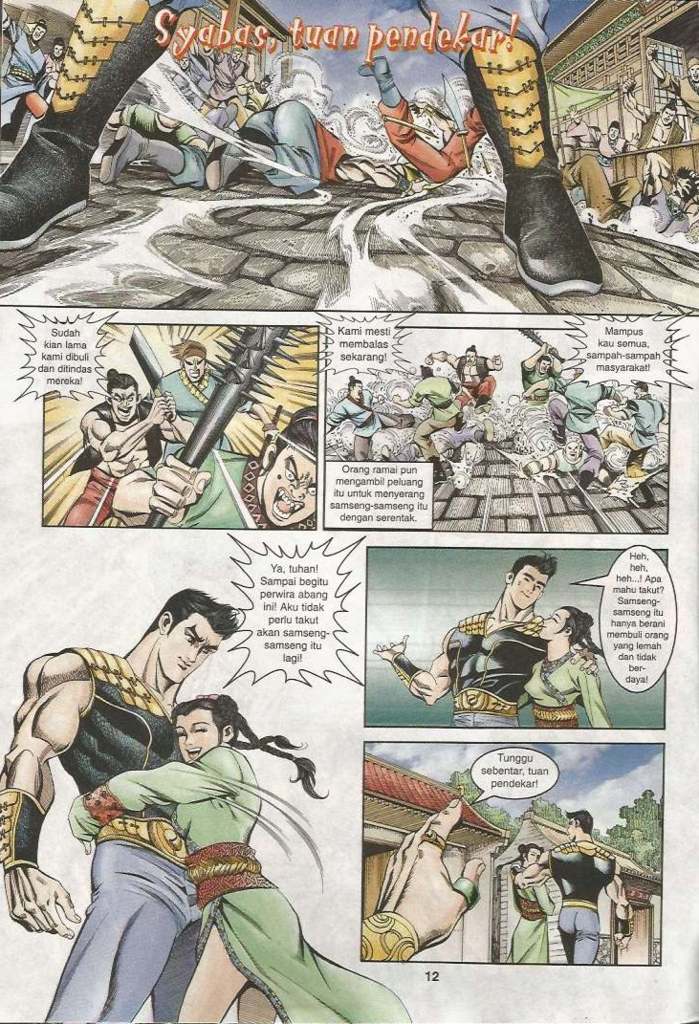 Syabas, tuan pendekar!
Sudah
kian lama
kami dibuli
dan ditindas
mereka!
Kami mesti
membalas
sekarang!
Mampus
kau semua,
sampah-sampah
masyarakat!
Orang ramai pun
mengambil peluang
itu untuk menyerang
samseng-samseng itu
dengan serentak.
Ya, tuhan!
Sampai begitu
perwira abang
ini! Aku tidak
perlu takut
akan samseng-
samseng itu
lagi!
Heh,
heh,
heh...! Apa
mahu takut?
Samseng-
samseng itu
hanya berani
membuli orang
dan tidak
ber-
daya!
Tunggu
sebentar, tuan
pendekar!
12